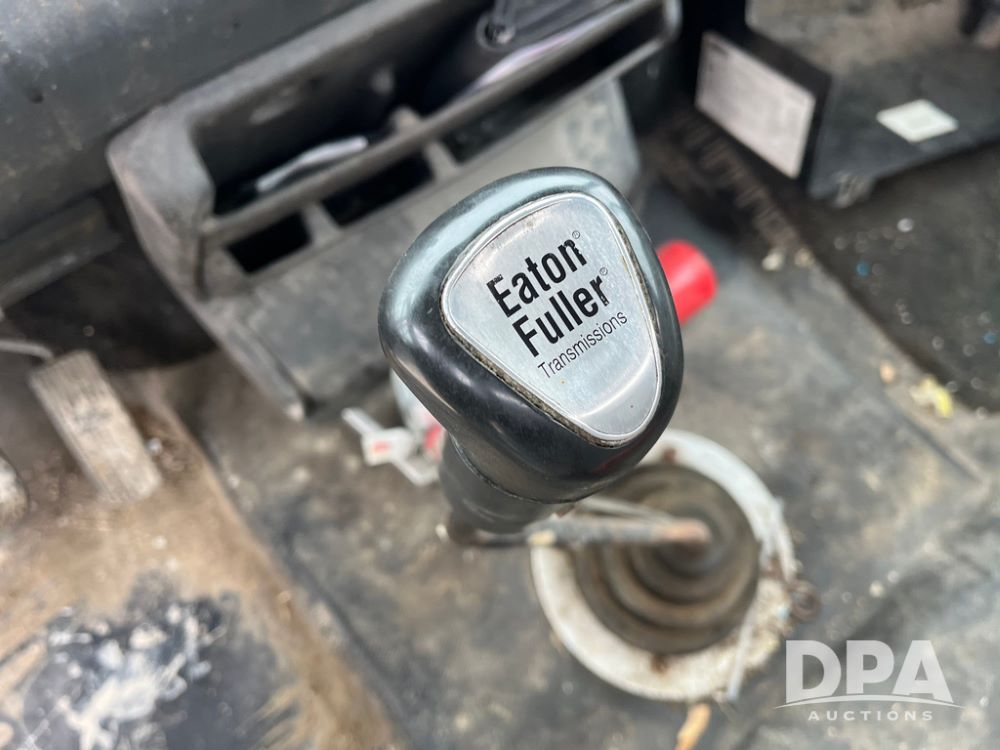 Eaton®
Fuller®
Transmissions
DPA
AUCTIONS